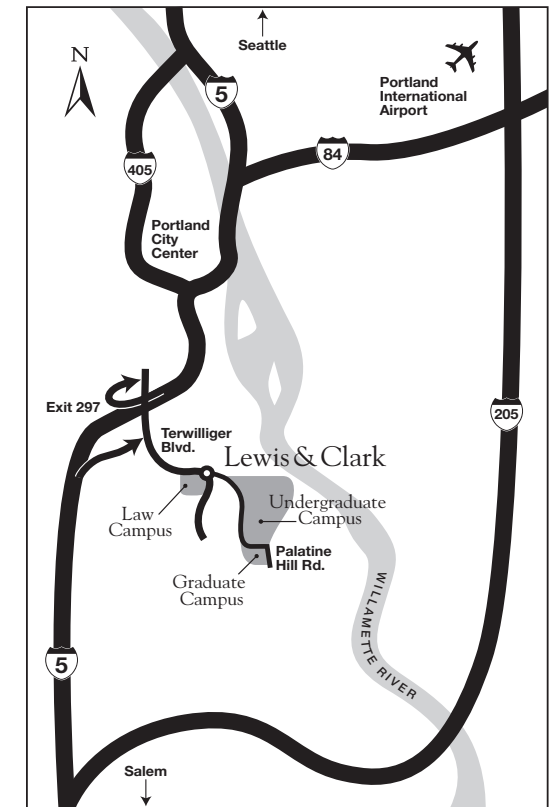 Seattle
N
5
Portland
International
Airport
84
405
Portland
City
Center
205
Exit 297
Terwilliger
Blvd.
Lewis & Clark
Law
Campus
Undergraduate
Campus
Palatine
Hill Rd.
Graduate
Campus
WILLAMETTE RIVER
5
Salem